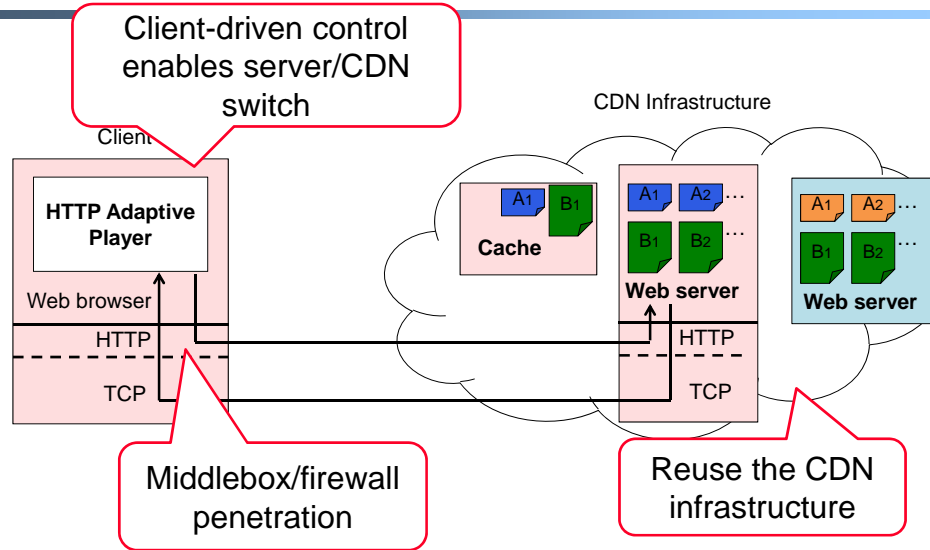 Client-driven control
enables server/CDN
switch
CDN Infrastructure
Client
HTTP Adaptive
Player
Web browser
HTTP
TCP
A1
B1
Cache
A1 A2 ...
B1 B2 ...
Web server
HTTP
TCP
A1 A2 ...
B1 B2 ...
Web server
Middlebox/firewall
penetration
Reuse the CDN
infrastructure